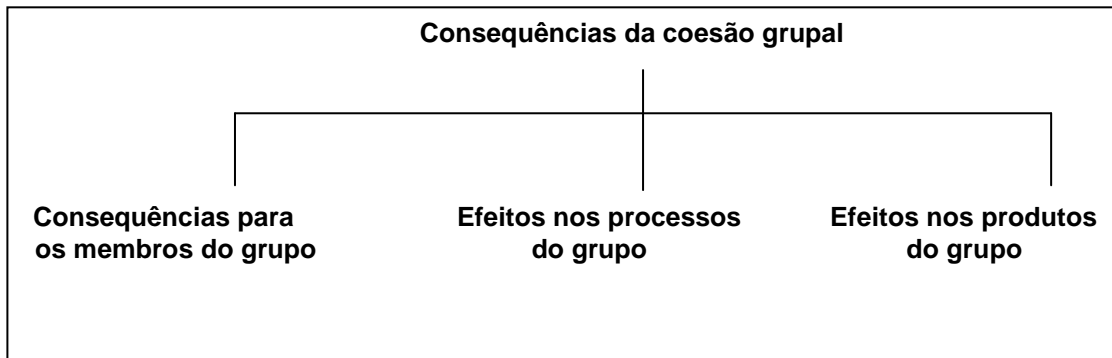 Consequências da coesão grupal
Consequências para
os membros do grupo
Efeitos nos processos
do grupo
Efeitos nos produtos
do grupo